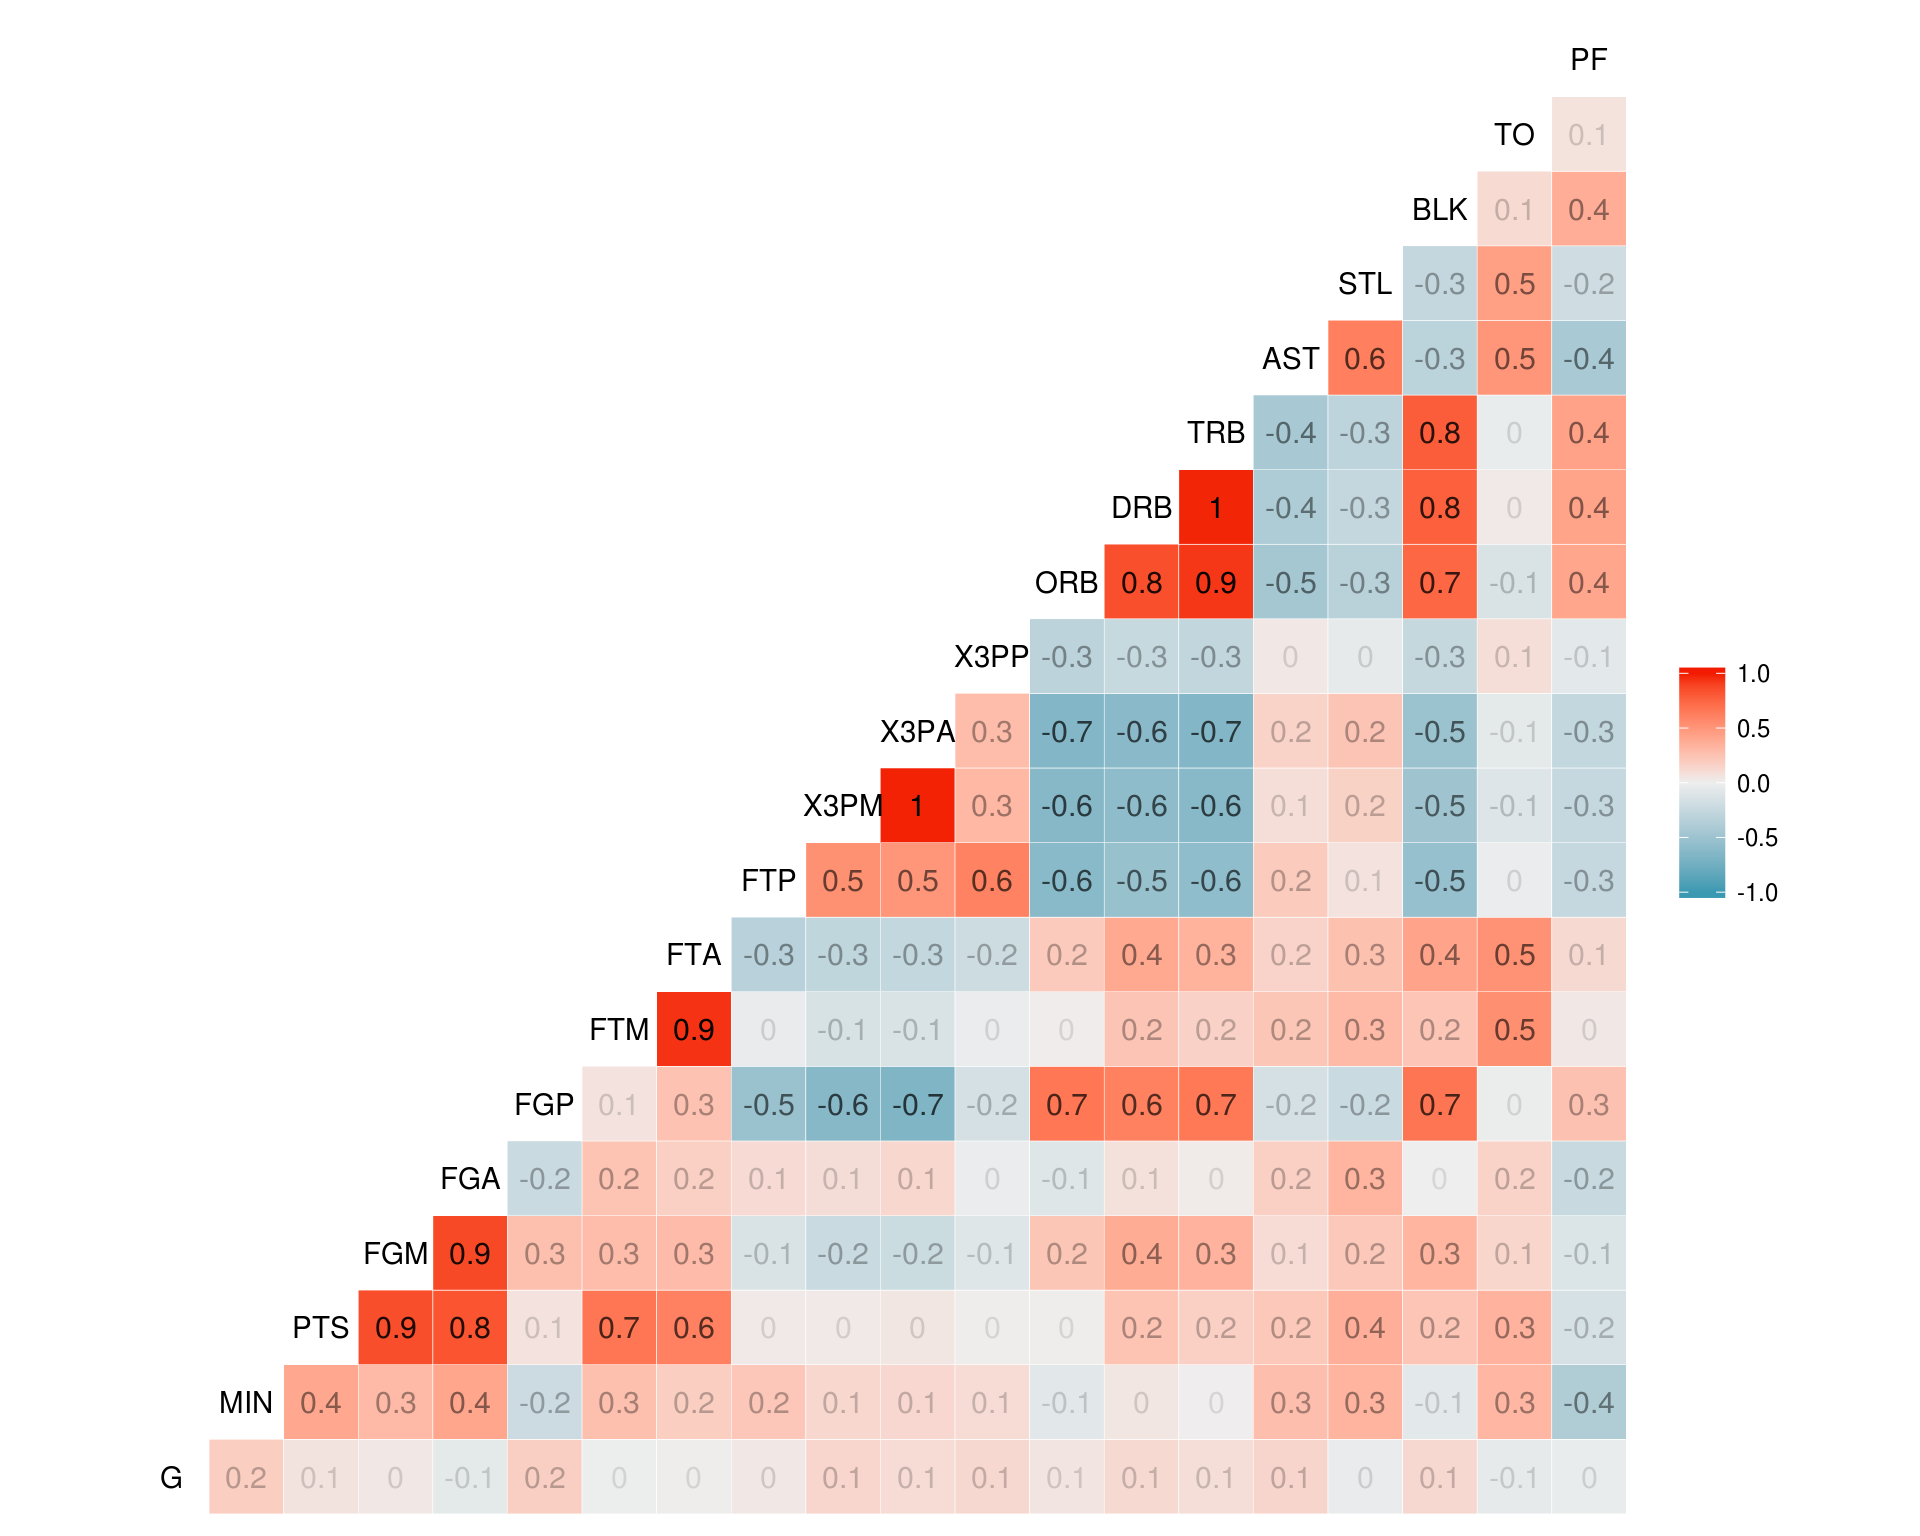 PF
TO 0.1
BLK 0.1 0.4
STL -0.3 0.5 -0.2
AST 0.6 -0.3 0.5 -0.4
TRB -0.4 -0.3 0.8 0 0.4
DRB 1 -0.4 -0.3 0.8 0 0.4
ORB 0.8 0.9 -0.5 -0.3 0.7 -0.1 0.4
X3PP -0.3 -0.3 -0.3 0 0 -0.3 0.1 -0.1
X3PA 0.3 -0.7 -0.6 -0.7 0.2 0.2 -0.5 -0.1 -0.3
X3PM 1 0.3 -0.6 -0.6 -0.6 0.1 0.2 -0.5 -0.1 -0.3
FTP 0.5 0.5 0.6 -0.6 -0.5 -0.6 0.2 0.1 -0.5 0 -0.3
FTA -0.3 -0.3 -0.3 -0.2 0.2 0.4 0.3 0.2 0.3 0.4 0.5 0.1
FTM 0.9 0 -0.1 -0.1 0 0 0.2 0.2 0.2 0.3 0.2 0.5 0
FGP 0.1 0.3 -0.5 -0.6 -0.7 -0.2 0.7 0.6 0.7 -0.2 -0.2 0.7 0 0.3
FGA -0.2 0.2 0.2 0.1 0.1 0.1 0 -0.1 0.1 0 0.2 0.3 0 0.2 -0.2
FGM 0.9 0.3 0.3 0.3 -0.1 -0.2 -0.2 -0.1 0.2 0.4 0.3 0.1 0.2 0.3 0.1 -0.1
PTS 0.9 0.8 0.1 0.7 0.6 0 0 0 0 0 0.2 0.2 0.2 0.4 0.2 0.3 -0.2
MIN 0.4 0.3 0.4 -0.2 0.3 0.2 0.2 0.1 0.1 0.1 -0.1 0 0 0.3 0.3 -0.1 0.3 -0.4
G 0.2 0.1 0 -0.1 0.2 0 0 0 0.1 0.1 0.1 0.1 0.1 0.1 0.1 0 0.1 -0.1 0
1.0
0.5
0.0
-0.5
-1.0